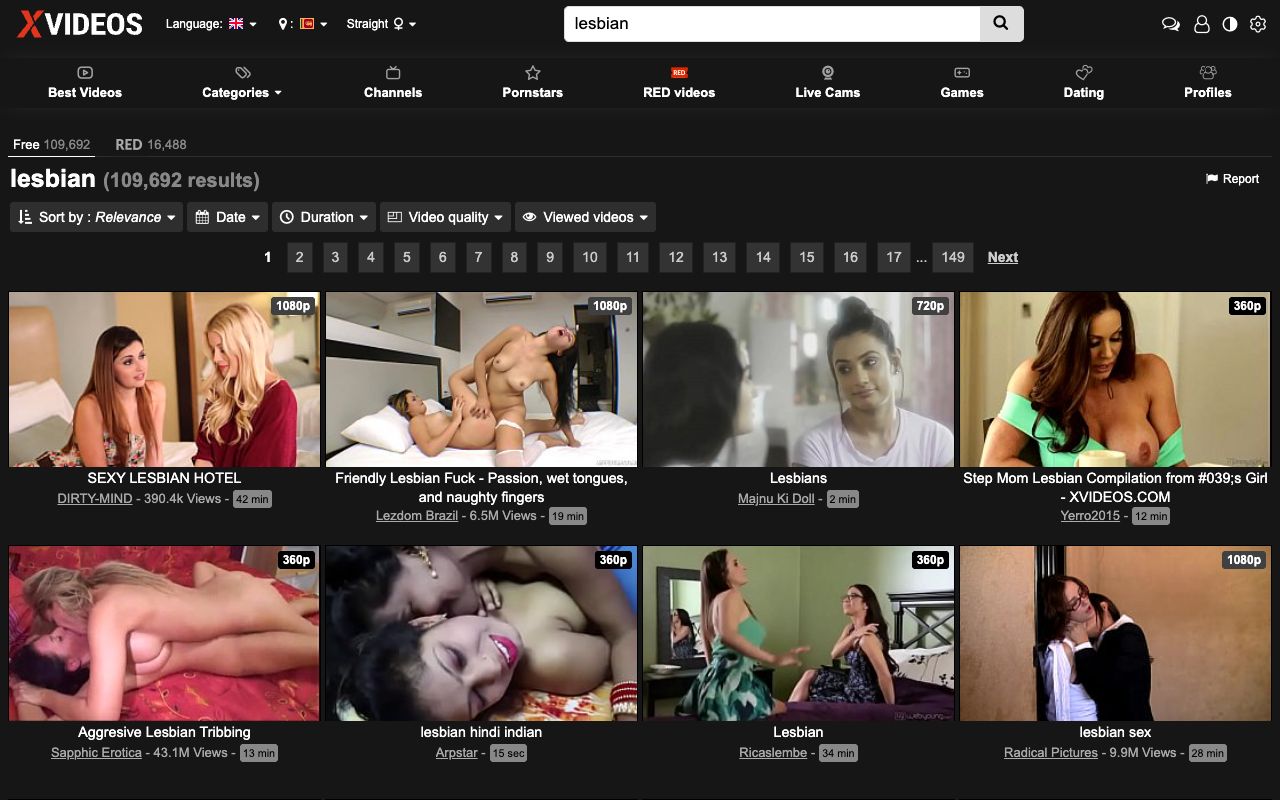 XVIDEOS
Language:
:
Straight
lesbian
Best Videos
Categories
Channels
Pornstars
RED
RED videos
Live Cams
Games
Dating
Profiles
Free 109,692
RED 16,488
lesbian (109,692 results)
Report
Sort by : Relevance
Date
Duration
Video quality
Viewed videos
1 2 3 4 5 6 7 8 9 10 11 12 13 14 15 16 17 ... 149 Next
1080p
SEXY LESBIAN HOTEL
DIRTY-MIND - 390.4k Views - 42 min
1080p
Friendly Lesbian Fuck - Passion, wet tongues,
and naughty fingers
Lezdom Brazil - 6.5M Views - 19 min
720p
Lesbians
Majnu Ki Doll - 2 min
360p
Step Mom Lesbian Compilation from #039;s Girl
- XVIDEOS.COM
Yerro2015 - 12 min
360p
Aggresive Lesbian Tribbing
Sapphic Erotica - 43.1M Views - 13 min
360p
lesbian hindi indian
Arpstar - 15 sec
360p
webyoung
Lesbian
Ricaslembe - 34 min
1080p
lesbian sex
Radical Pictures - 9.9M Views - 28 min